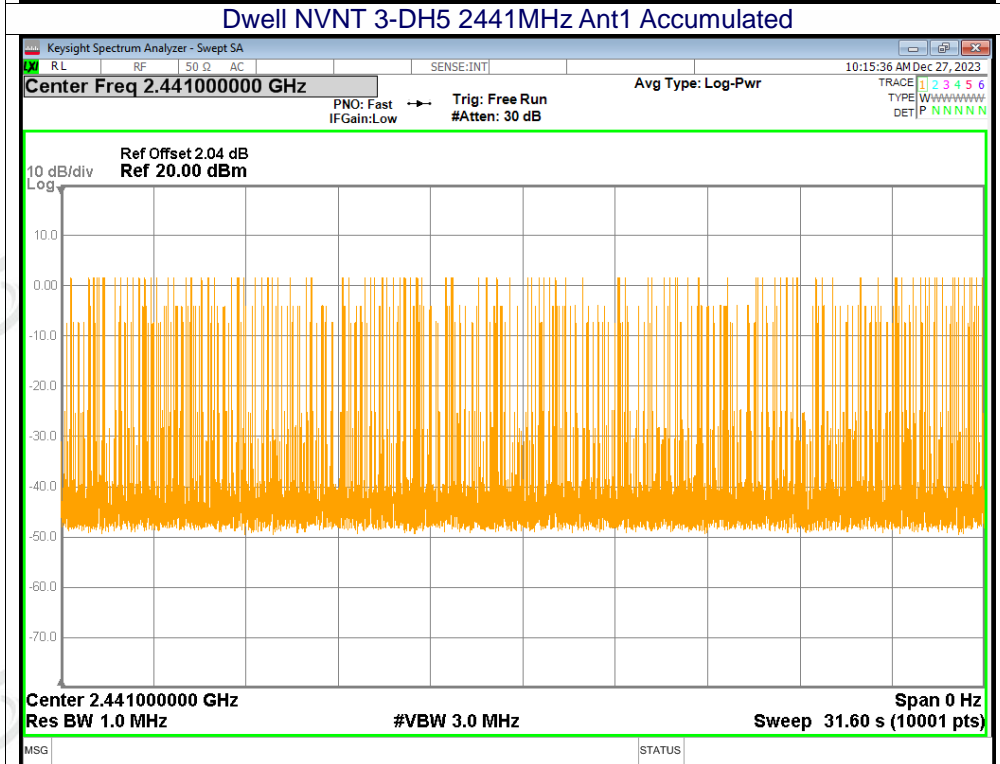 Dwell NVNT 3-DH5 2441MHz Ant1 Accumulated
Keysight Spectrum Analyzer - Swept SA
LXI RL RF 50 Ω AC SENSE:INT 10:15:36 AM Dec 27, 2023
Center Freq 2.441000000 GHz Avg Type: Log-Pwr TRACE 1 2 3 4 5 6
PNO: Fast Trig: Free Run TYPE WWWWWWW
IFGain:Low #Atten: 30 dB DET P N N N N N
Ref Offset 2.04 dB
10 dB/div Ref 20.00 dBm
Log
10.0
0.00
-10.0
-20.0
-30.0
-40.0
-50.0
-60.0
-70.0
Center 2.441000000 GHz Span 0 Hz
Res BW 1.0 MHz #VBW 3.0 MHz Sweep 31.60 s (10001 pts)
MSG STATUS